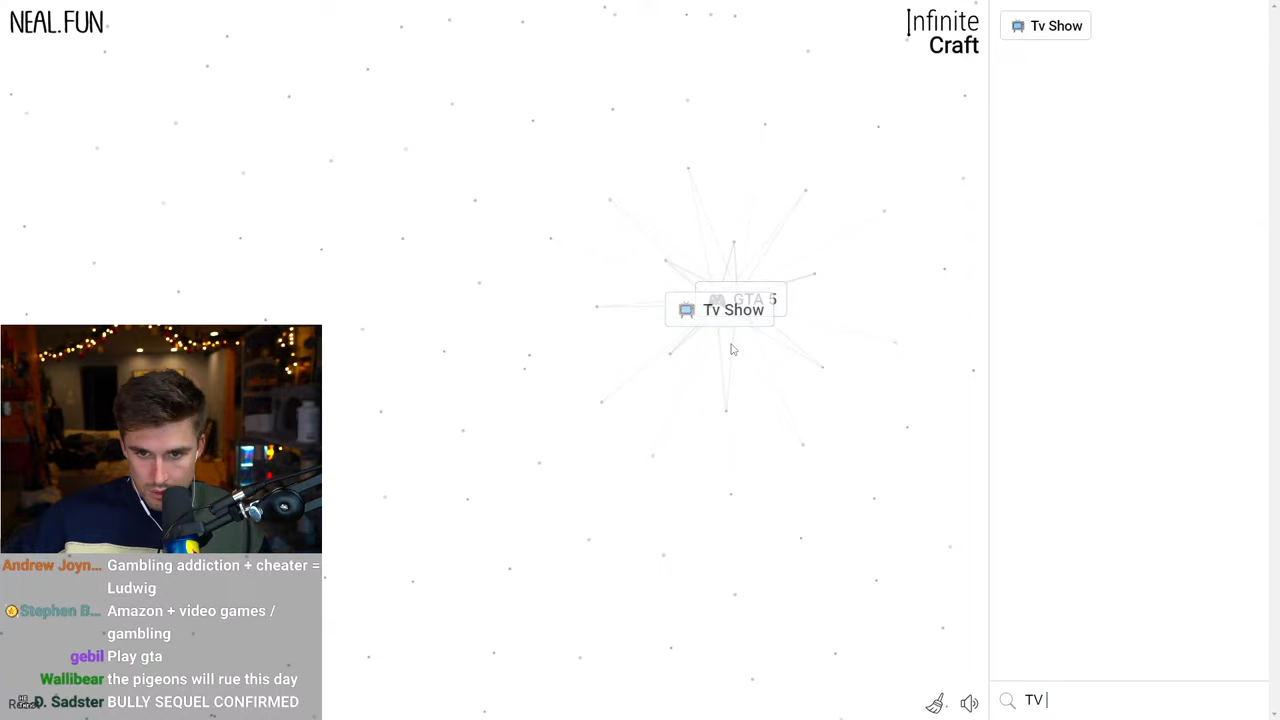 NEAL.FUN
Infinite
Craft
Tv Show
GTA 5
Tv Show
Andrew Joyn... Gambling addiction + cheater =
Ludwig
Stephen B... Amazon + video games /
gambling
gebil Play gta
Wallibear the pigeons will rue this day
D. Sadster BULLY SEQUEL CONFIRMED
TV